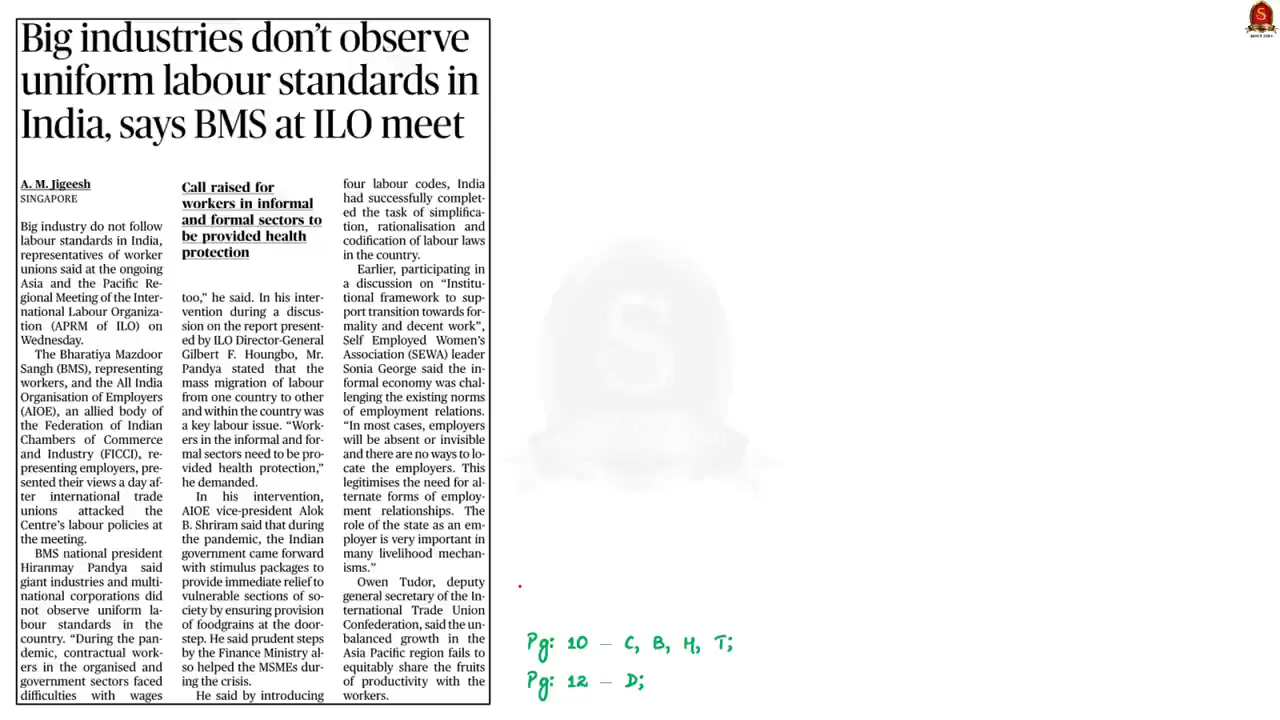 Big industries don't observe
uniform labour standards in
India, says BMS at ILO meet
A. M. Jigeesh
SINGAPORE
Big industry do not follow
labour standards in India,
representatives of worker
unions said at the ongoing
Asia and the Pacific Re-
gional Meeting of the Inter-
national Labour Organiza-
tion (APRM of ILO) on
Wednesday.
The Bharatiya Mazdoor
Sangh (BMS), representing
workers, and the All India
Organisation of Employers
(AIOE), an allied body of
the Federation of Indian
Chambers of Commerce
and Industry (FICCI), re-
presenting employers, pre-
sented their views a day af-
ter international trade
unions attacked the
Centre's labour policies at
the meeting.
BMS national president
Hiranmay Pandya said
giant industries and multi-
national corporations did
not observe uniform la-
bour standards in the
country. “During the pan-
demic, contractual work-
ers in the organised and
government sectors faced
difficulties with wages
Call raised for
workers in informal
and formal sectors to
be provided health
protection
too,” he said. In his inter-
vention during a discus-
sion on the report present-
ed by ILO Director-General
Gilbert F. Houngbo, Mr.
Pandya stated that the
mass migration of labour
from one country to other
and within the country was
a key labour issue. “Work-
ers in the informal and for-
mal sectors need to be pro-
vided health protection,”
he demanded.
In his intervention,
AIOE vice-president Alok
B. Shriram said that during
the pandemic, the Indian
government came forward
with stimulus packages to
provide immediate relief to
vulnerable sections of so-
ciety by ensuring provision
of foodgrains at the door-
step. He said prudent steps
by the Finance Ministry al-
so helped the MSMEs dur-
ing the crisis.
He said by introducing
four labour codes, India
had successfully complet-
ed the task of simplifica-
tion, rationalisation and
codification of labour laws
in the country.
Earlier, participating in
a discussion on “Institu-
tional framework to sup-
port transition towards for-
mality and decent work”,
Self Employed Women's
Association (SEWA) leader
Sonia George said the in-
formal economy was chal-
lenging the existing norms
of employment relations.
“In most cases, employers
will be absent or invisible
and there are no ways to lo-
cate the employers. This
legitimises the need for al-
ternate forms of employ-
ment relationships. The
role of the state as an em-
ployer is very important in
many livelihood mechan-
isms.”
Owen Tudor, deputy
general secretary of the In-
ternational Trade Union
Confederation, said the un-
balanced growth in the
Asia Pacific region fails to
equitably share the fruits
of productivity with the
workers.
Pg: 10 – C, B, H, T;
Pg: 12 – D;
S